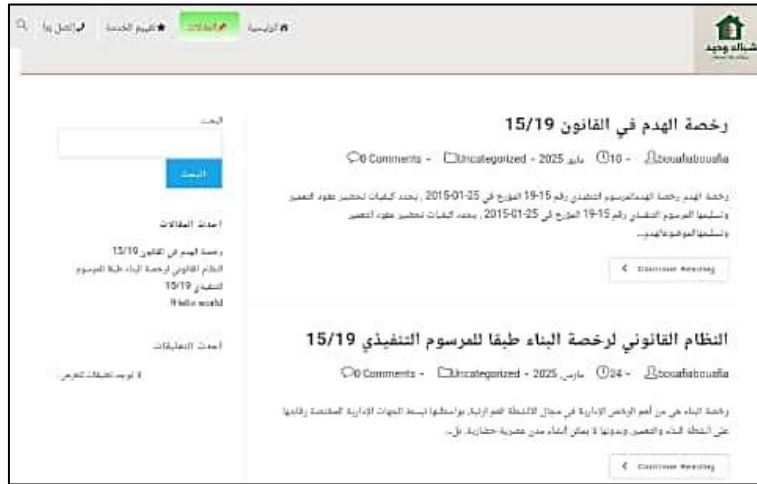 شباك وحيد
الرئيسية
المقالات
تقييم الخدمة
إتصل بنا
رخصة الهدم في القانون 15/19
bouafiabouafia - 10 مايو 2025 - Uncategorized - 0 Comments
رخصة الهدم رخصة الهدمالمرسوم التنفيذي رقم 15-19 المؤرخ في 25-01-2015 , يحدد كيفيات تحضير عقود التعمير
وتسليمها المرسوم التنفيذي رقم 15-19 المؤرخ في 25-01-2015 , يحدد كيفيات تحضير عقود التعمير
وتسليمهاالموضوعالهدم...
Continue Reading
النظام القانوني لرخصة البناء طبقا للمرسوم التنفيذي 15/19
bouafiabouafia - 24 مارس 2025 - Uncategorized - 0 Comments
رخصة البناء هي من أهم الرخص الإدارية في مجال الأنشطة العمرانية, بواسطتها تبسط الجهات الإدارية المختصة رقابتها
على أنشطة البناء والتعمير, وبدونها لا يمكن إنشاء مدن عصرية حضارية, بل...
Continue Reading
البحث
البحث
أحدث المقالات
رخصة الهدم في القانون 15/19
النظام القانوني لرخصة البناء طبقا للمرسوم
التنفيذي 15/19
Hello world!
أحدث التعليقات
لا توجد تعليقات للعرض.